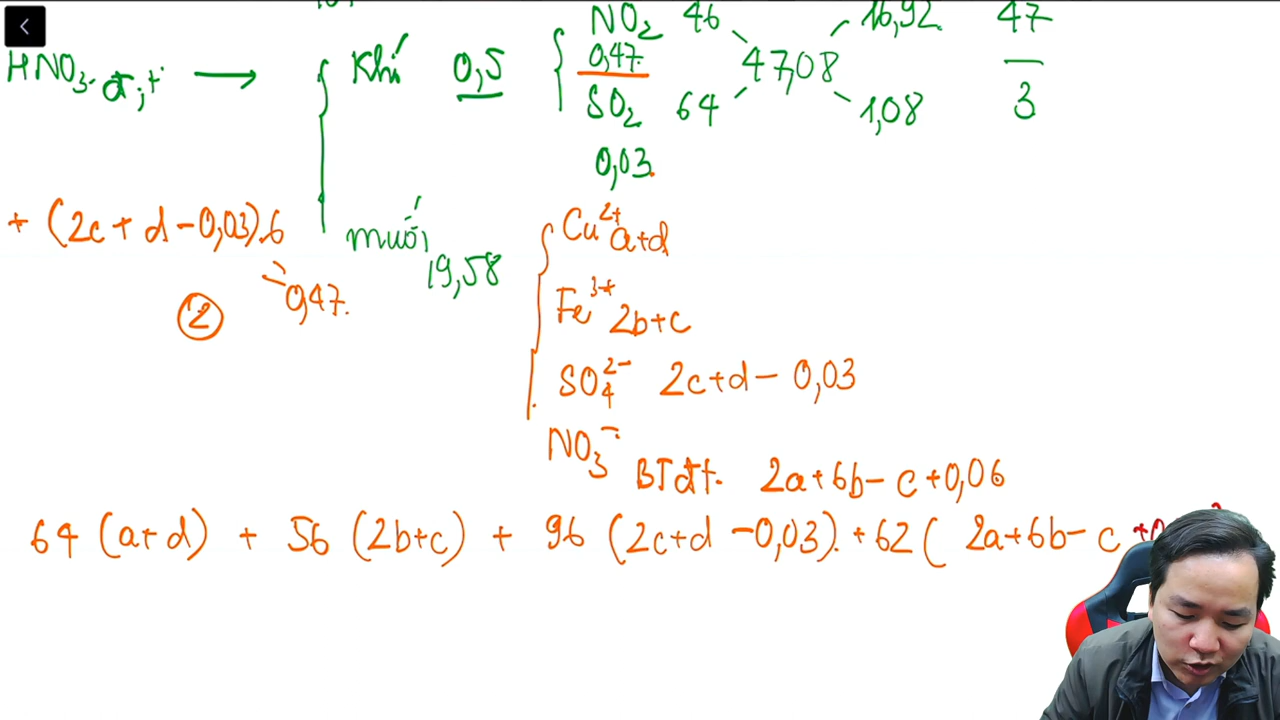 NO₂ 46 16,92 47
HNO₃ đ,t° → { Khí 0,5 { 0,47 47,08 —
SO₂ 64 1,08 3
0,03
+ (2c + d - 0,03).6 muối 19,58 { Cu²⁺ a+d
= 0,47.
② Fe³⁺ 2b+c
SO₄²⁻ 2c+d - 0,03
NO₃⁻ BTđt. 2a+6b - c + 0,06
64 (a+d) + 56 (2b+c) + 96 (2c+d - 0,03) + 62 ( 2a+6b - c